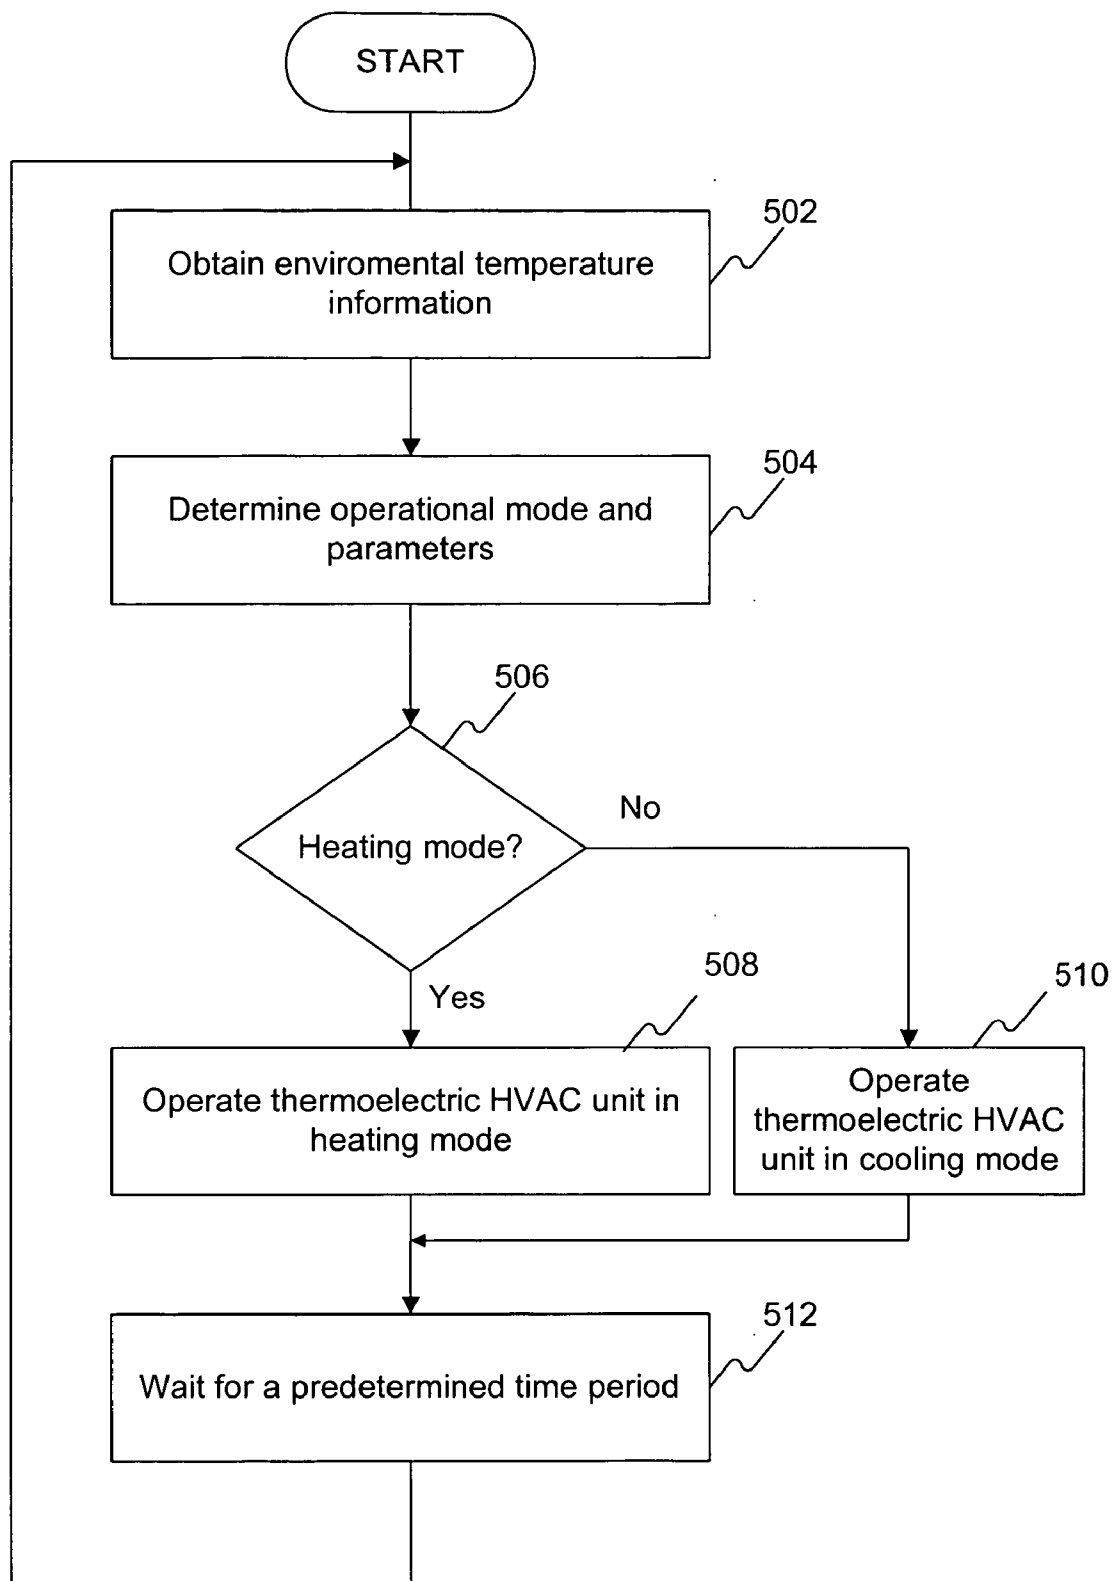 START
502
Obtain enviromental temperature
information
504
Determine operational mode and
parameters
506
Heating mode?
No
Yes
508
510
Operate thermoelectric HVAC unit in
heating mode
Operate
thermoelectric HVAC
unit in cooling mode
512
Wait for a predetermined time period